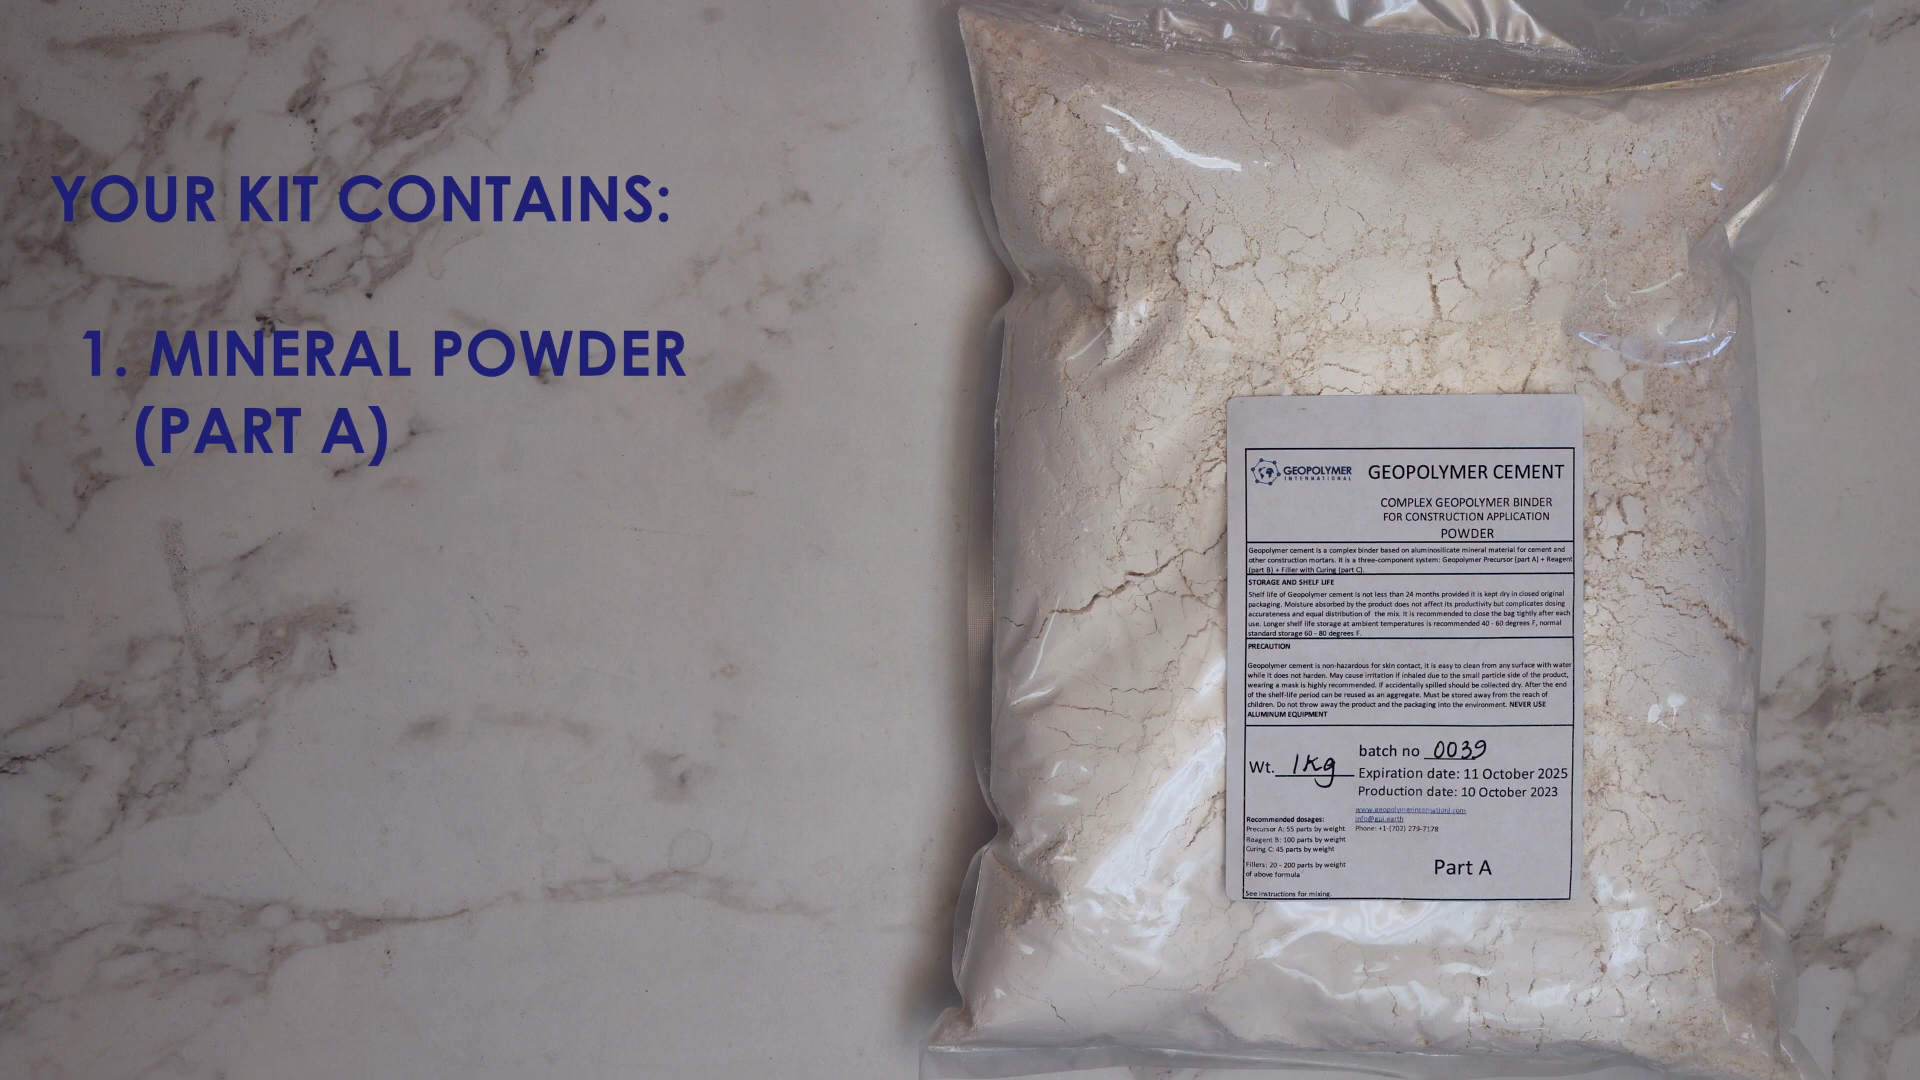 YOUR KIT CONTAINS:
1. MINERAL POWDER
(PART A)
GEOPOLYMER
INTERNATIONAL
GEOPOLYMER CEMENT
COMPLEX GEOPOLYMER BINDER
FOR CONSTRUCTION APPLICATION
POWDER
Geopolymer cement is a complex binder based on aluminosilicate mineral material for cement and
other construction mortars. It is a three-component system: Geopolymer Precursor (part A) + Reagent
(part B) + Filler with Curing (part C).
STORAGE AND SHELF LIFE
Shelf life of Geopolymer cement is not less than 24 months provided it is kept dry in closed original
packaging. Moisture absorbed by the product does not affect its productivity but complicates dosing
accurateness and equal distribution of the mix. It is recommended to close the bag tightly after each
use. Longer shelf life storage at ambient temperatures is recommended 40 - 60 degrees F, normal
standard storage 60 - 80 degrees F.
PRECAUTION
Geopolymer cement is non-hazardous for skin contact, it is easy to clean from any surface with water
while it does not harden. May cause irritation if inhaled due to the small particle side of the product,
wearing a mask is highly recommended. If accidentally spilled should be collected dry. After the end
of the shelf-life period can be reused as an aggregate. Must be stored away from the reach of
children. Do not throw away the product and the packaging into the environment. NEVER USE
ALUMINUM EQUIPMENT
Wt. 1Kg
batch no 0039
Expiration date: 11 October 2025
Production date: 10 October 2023
www.geopolymerinternationl.com
info@gpi.earth
Phone: +1-(702) 279-7178
Recommended dosages:
Precursor A: 55 parts by weight
Reagent B: 100 parts by weight
Curing C: 45 parts by weight
Fillers: 20 - 200 parts by weight
of above formula
See instructions for mixing.
Part A